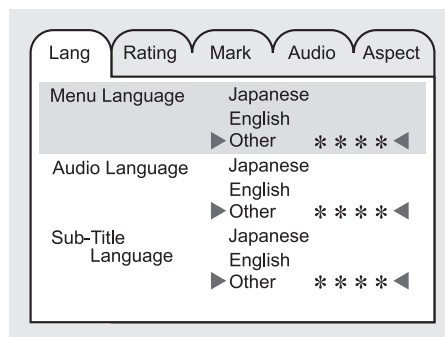 Lang Rating Mark Audio Aspect
Menu Language Japanese
English
▶Other ＊＊＊＊◀
Audio Language Japanese
English
▶Other ＊＊＊＊◀
Sub-Title Japanese
Language English
▶Other ＊＊＊＊◀